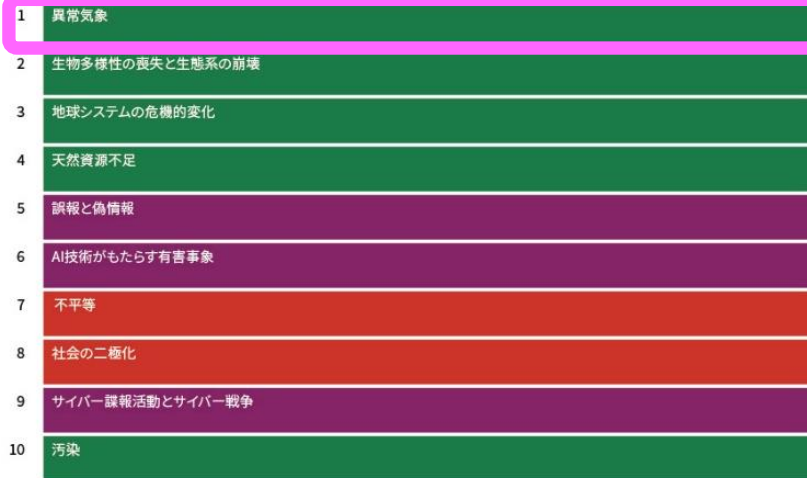 1 異常気象
2 生物多様性の喪失と生態系の崩壊
3 地球システムの危機的変化
4 天然資源不足
5 誤報と偽情報
6 AI技術がもたらす有害事象
7 不平等
8 社会の二極化
9 サイバー諜報活動とサイバー戦争
10 汚染